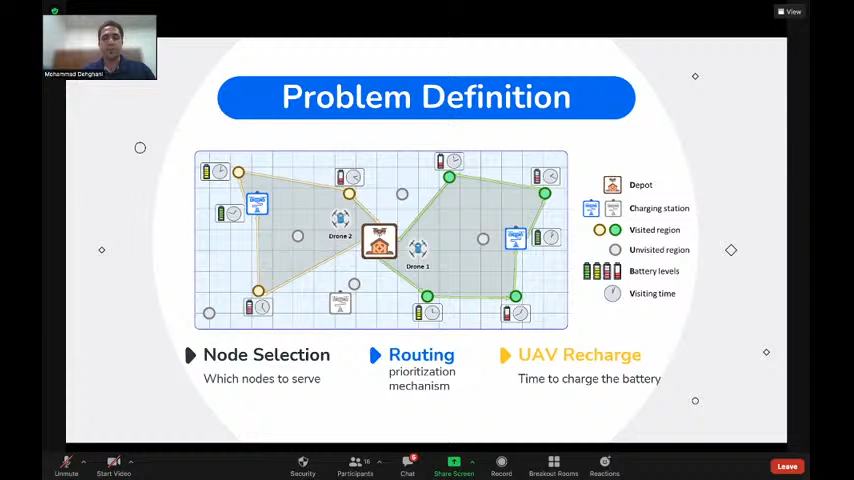 View
Mohammad Dehghani
Problem Definition
Drone 2
Drone 1
Depot
Charging station
Visited region
Unvisited region
Battery levels
Visiting time
Node Selection
Which nodes to serve
Routing
prioritization
mechanism
UAV Recharge
Time to charge the battery
Unmute
Start Video
Security
Participants
16
Chat
6
Share Screen
Record
Breakout Rooms
Reactions
Leave